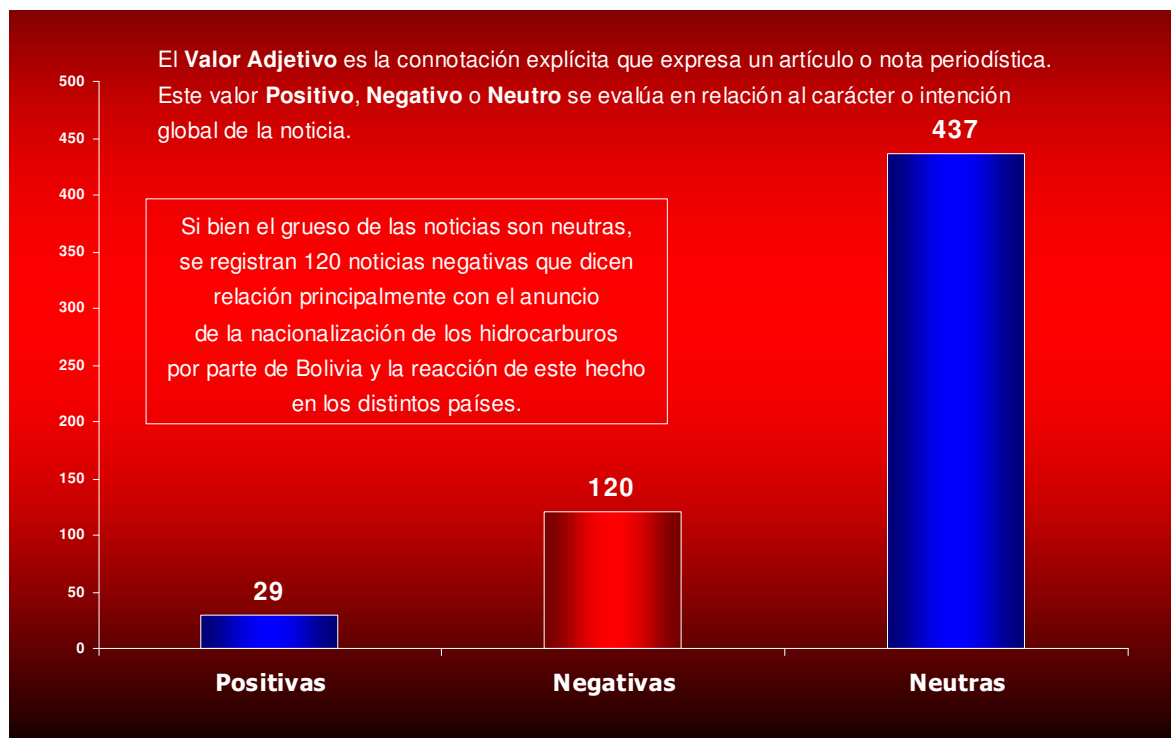 El Valor Adjetivo es la connotación explícita que expresa un artículo o nota periodística.
Este valor Positivo, Negativo o Neutro se evalúa en relación al carácter o intención
global de la noticia.
500
450
400
350
300
250
200
150
100
50
0
437
Si bien el grueso de las noticias son neutras,
se registran 120 noticias negativas que dicen
relación principalmente con el anuncio
de la nacionalización de los hidrocarburos
por parte de Bolivia y la reacción de este hecho
en los distintos países.
120
29
Positivas
Negativas
Neutras